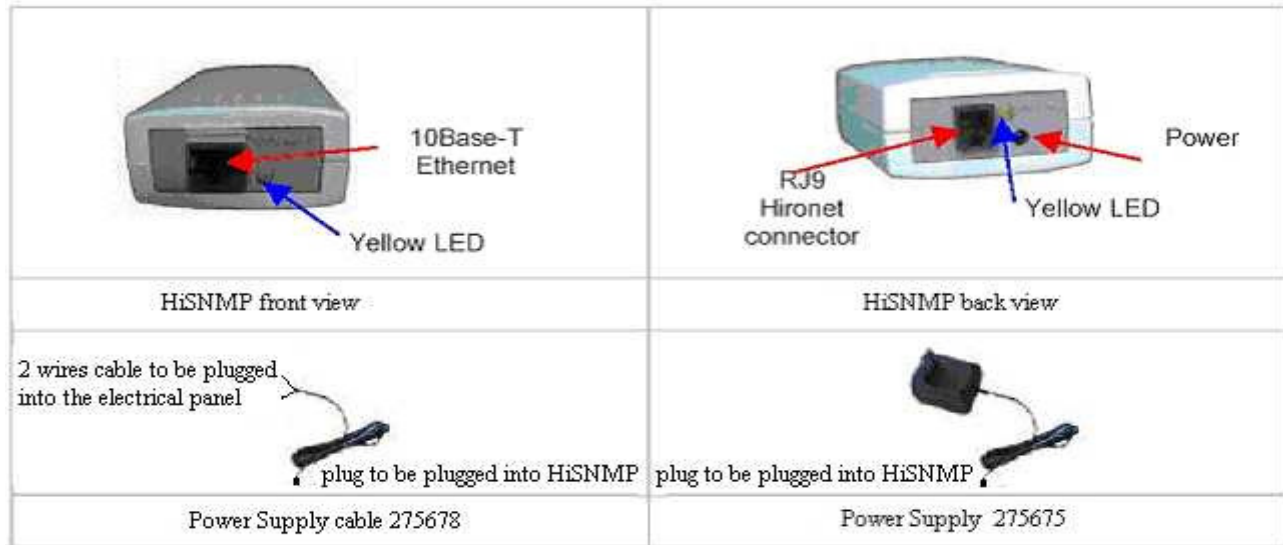 10Base-T
Ethernet
Yellow LED
RJ9
Hironet
connector
Power
Yellow LED
HiSNMP front view
HiSNMP back view
2 wires cable to be plugged
into the electrical panel
plug to be plugged into HiSNMP
plug to be plugged into HiSNMP
Power Supply cable 275678
Power Supply 275675